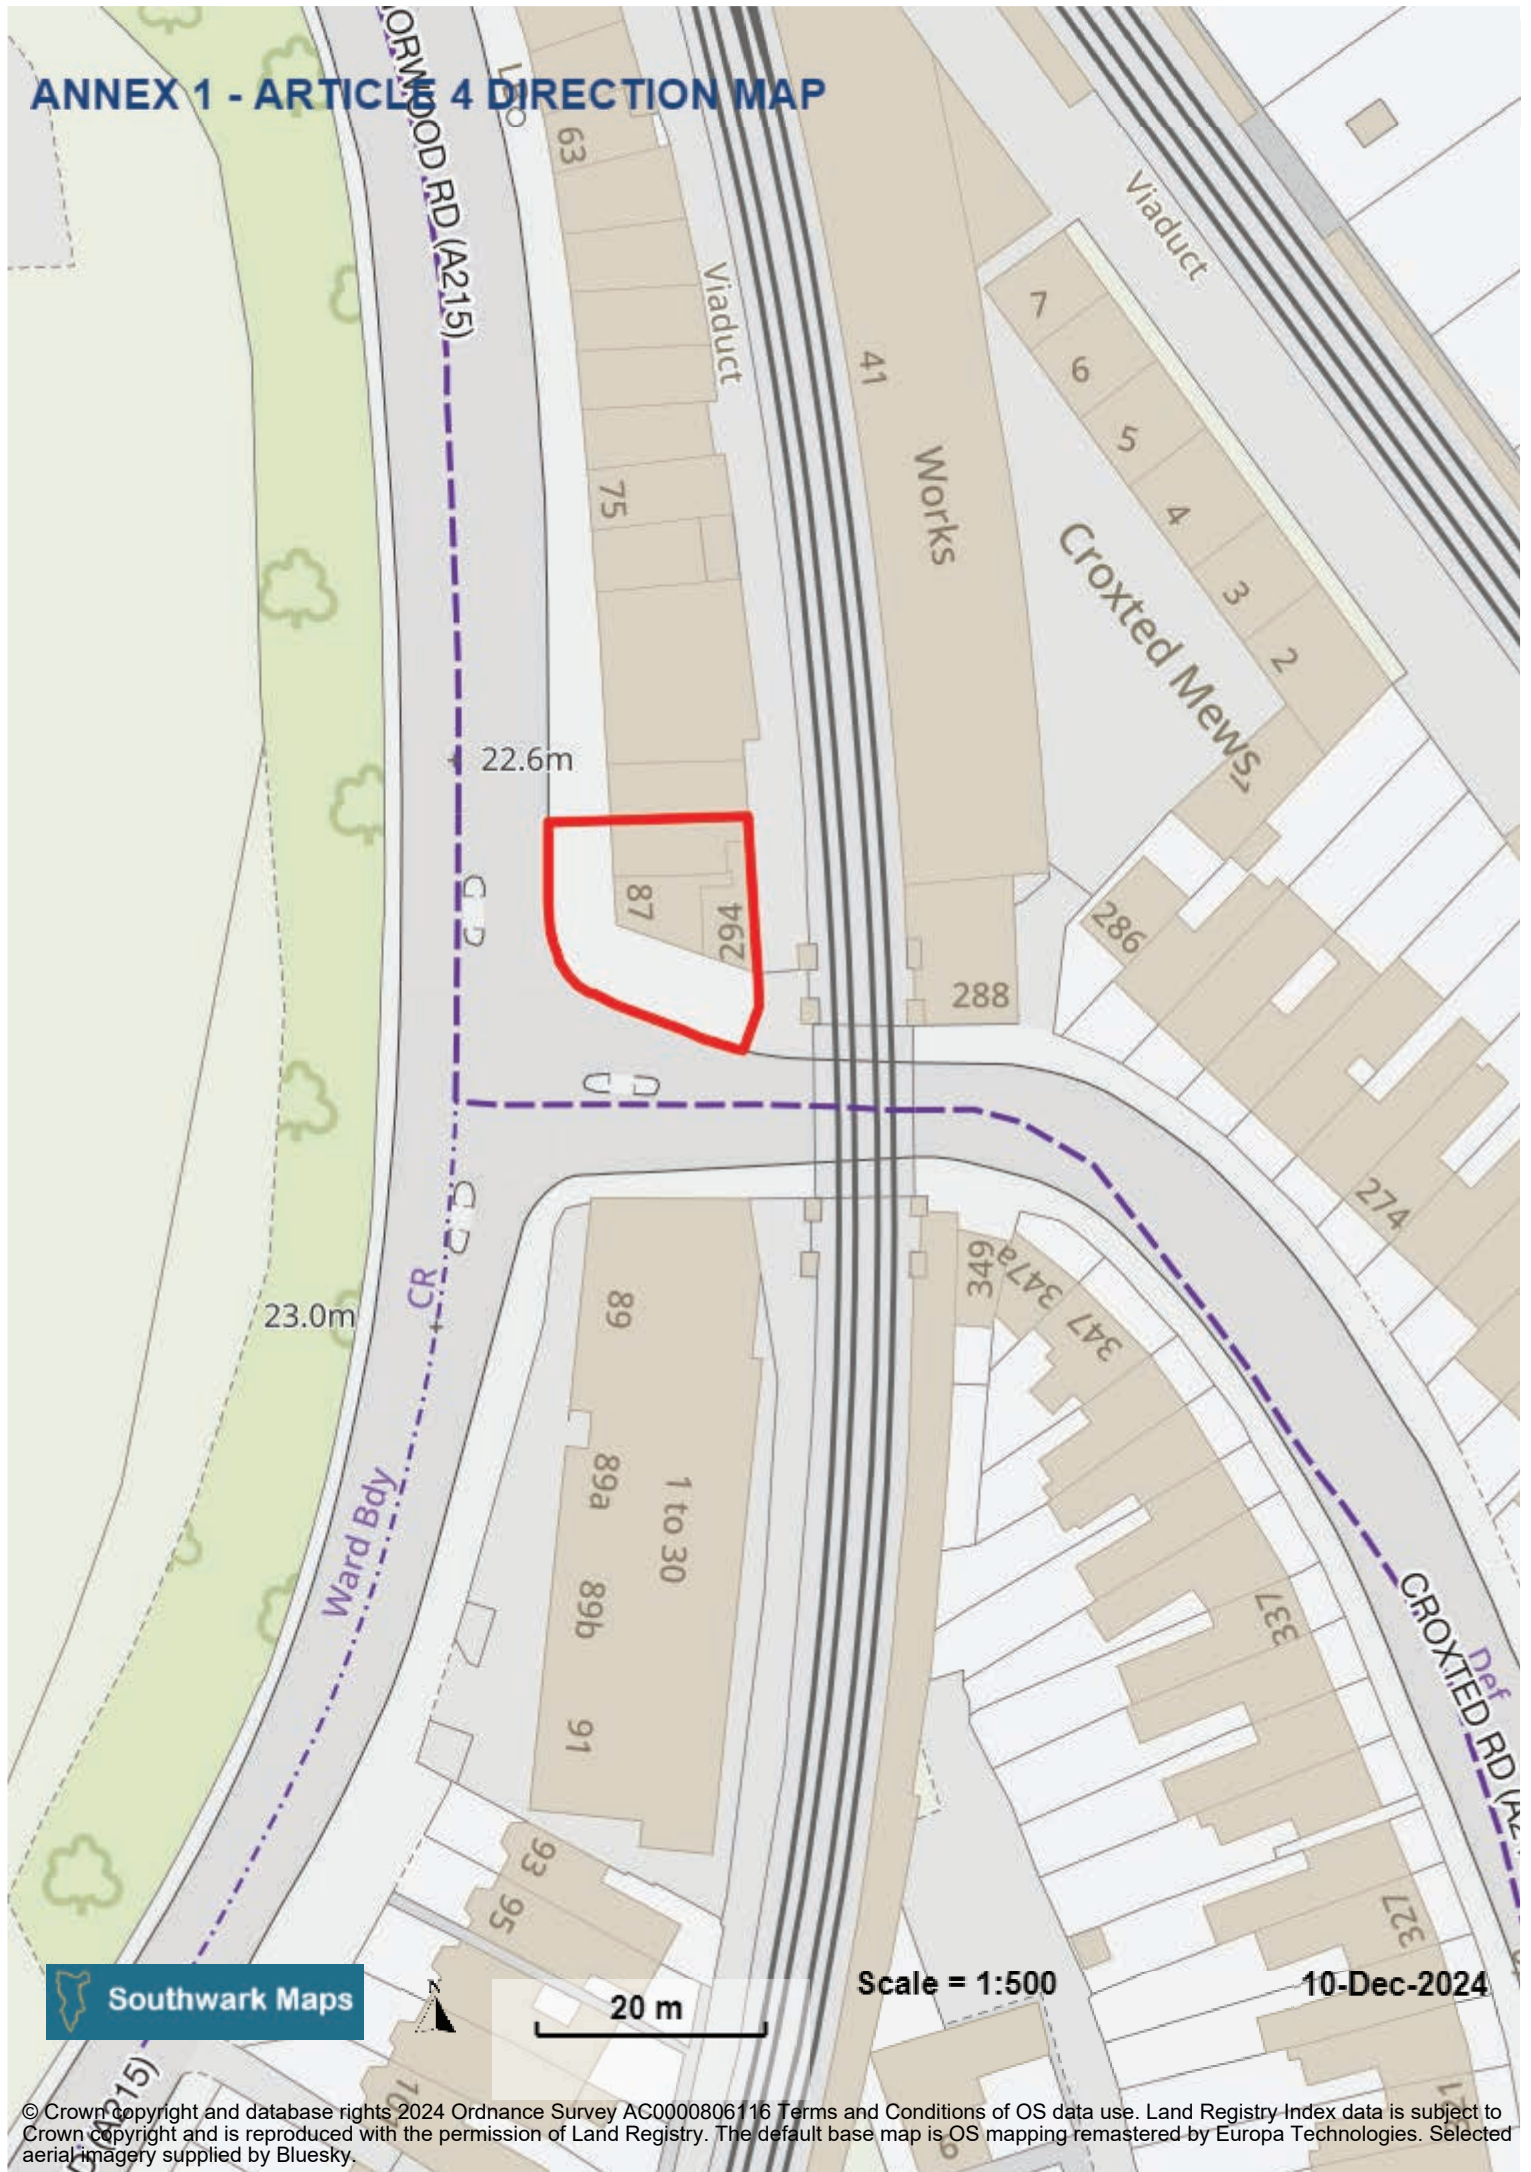 ORWOOD RD (A215)
ANNEX 1 - ARTICLE 4 DIRECTION MAP
63
Viaduct
Viaduct
7
41
6
5
Works
75
4
Croxted Mews
3
2
22.6m
87
294
286
288
274
349
347a
347
89
CR
23.0m
89a
1 to 30
Ward Bdy
89b
337
Def
CROXTED RD (A2
91
93
95
327
Southwark Maps
N
20 m
Scale = 1:500
10-Dec-2024
D (A215)
101
9
© Crown copyright and database rights 2024 Ordnance Survey AC0000806116 Terms and Conditions of OS data use. Land Registry Index data is subject to
Crown copyright and is reproduced with the permission of Land Registry. The default base map is OS mapping remastered by Europa Technologies. Selected
aerial imagery supplied by Bluesky.